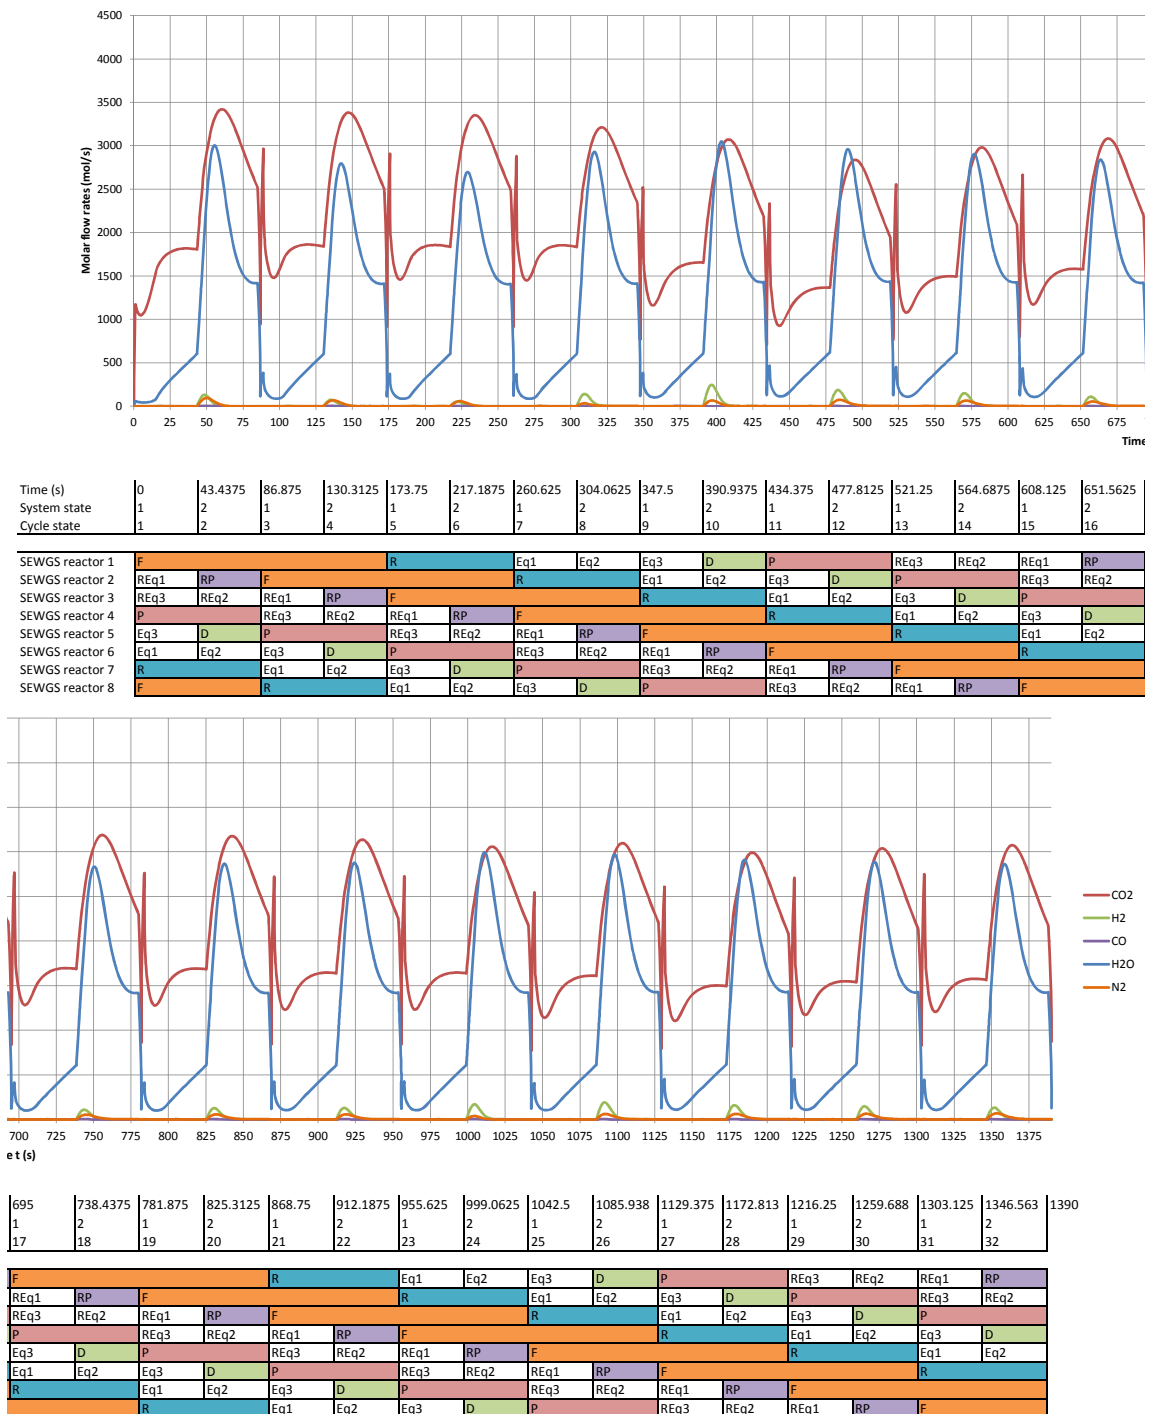 4500
4000
3500
3000
2500
2000
1500
1000
500
0
Molar flow rates (mol/s)
0 25 50 75 100 125 150 175 200 225 250 275 300 325 350 375 400 425 450 475 500 525 550 575 600 625 650 675
Time
Time (s) 0 43.4375 86.875 130.3125 173.75 217.1875 260.625 304.0625 347.5 390.9375 434.375 477.8125 521.25 564.6875 608.125 651.5625
System state 1 2 1 2 1 2 1 2 1 2 1 2 1 2 1 2
Cycle state 1 2 3 4 5 6 7 8 9 10 11 12 13 14 15 16
SEWGS reactor 1 F R Eq1 Eq2 Eq3 D P REq3 REq2 REq1 RP
SEWGS reactor 2 REq1 RP F R Eq1 Eq2 Eq3 D P REq3 REq2
SEWGS reactor 3 REq3 REq2 REq1 RP F R Eq1 Eq2 Eq3 D P
SEWGS reactor 4 P REq3 REq2 REq1 RP F R Eq1 Eq2 Eq3 D
SEWGS reactor 5 Eq3 D P REq3 REq2 REq1 RP F R Eq1 Eq2
SEWGS reactor 6 Eq1 Eq2 Eq3 D P REq3 REq2 REq1 RP F R
SEWGS reactor 7 R Eq1 Eq2 Eq3 D P REq3 REq2 REq1 RP F
SEWGS reactor 8 F R Eq1 Eq2 Eq3 D P REq3 REq2 REq1 RP F
CO2
H2
CO
H2O
N2
700 725 750 775 800 825 850 875 900 925 950 975 1000 1025 1050 1075 1100 1125 1150 1175 1200 1225 1250 1275 1300 1325 1350 1375
e t (s)
695 738.4375 781.875 825.3125 868.75 912.1875 955.625 999.0625 1042.5 1085.938 1129.375 1172.813 1216.25 1259.688 1303.125 1346.563 1390
1 2 1 2 1 2 1 2 1 2 1 2 1 2 1 2
17 18 19 20 21 22 23 24 25 26 27 28 29 30 31 32
F R Eq1 Eq2 Eq3 D P REq3 REq2 REq1 RP
REq1 RP F R Eq1 Eq2 Eq3 D P REq3 REq2
REq3 REq2 REq1 RP F R Eq1 Eq2 Eq3 D P
P REq3 REq2 REq1 RP F R Eq1 Eq2 Eq3 D
Eq3 D P REq3 REq2 REq1 RP F R Eq1 Eq2
Eq1 Eq2 Eq3 D P REq3 REq2 REq1 RP F R
R Eq1 Eq2 Eq3 D P REq3 REq2 REq1 RP F
R Eq1 Eq2 Eq3 D P REq3 REq2 REq1 RP F